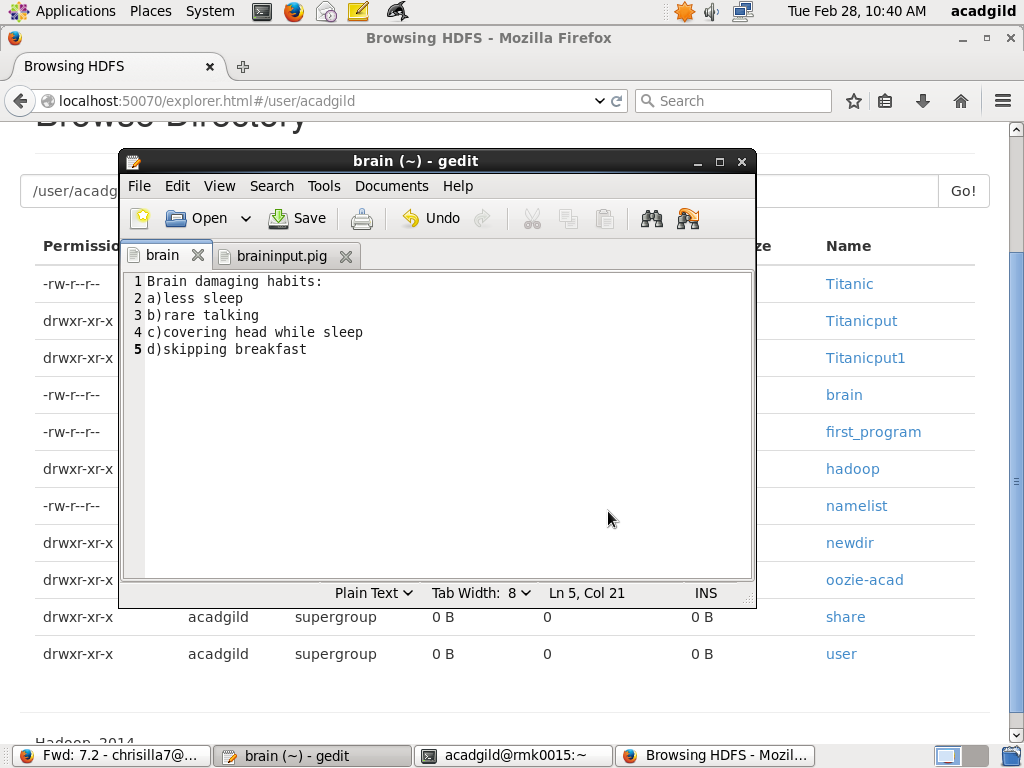 Applications Places System Tue Feb 28, 10:40 AM acadgild
Browsing HDFS - Mozilla Firefox
Browsing HDFS
localhost:50070/explorer.html#/user/acadgild Search
Browse Directory
brain (~) - gedit
File Edit View Search Tools Documents Help
/user/acadg Go!
Open Save Undo
Permissio ze Name
brain braininput.pig
1 Brain damaging habits:
-rw-r--r-- Titanic
2 a)less sleep
3 b)rare talking
drwxr-xr-x Titanicput
4 c)covering head while sleep
5 d)skipping breakfast
drwxr-xr-x Titanicput1
-rw-r--r-- brain
-rw-r--r-- first_program
drwxr-xr-x hadoop
-rw-r--r-- namelist
drwxr-xr-x newdir
drwxr-xr-x oozie-acad
Plain Text Tab Width: 8 Ln 5, Col 21 INS
drwxr-xr-x acadgild supergroup 0 B 0 0 B share
drwxr-xr-x acadgild supergroup 0 B 0 0 B user
Hadoop, 2014.
Fwd: 7.2 - chrisilla7@... brain (~) - gedit acadgild@rmk0015:~ Browsing HDFS - Mozil...